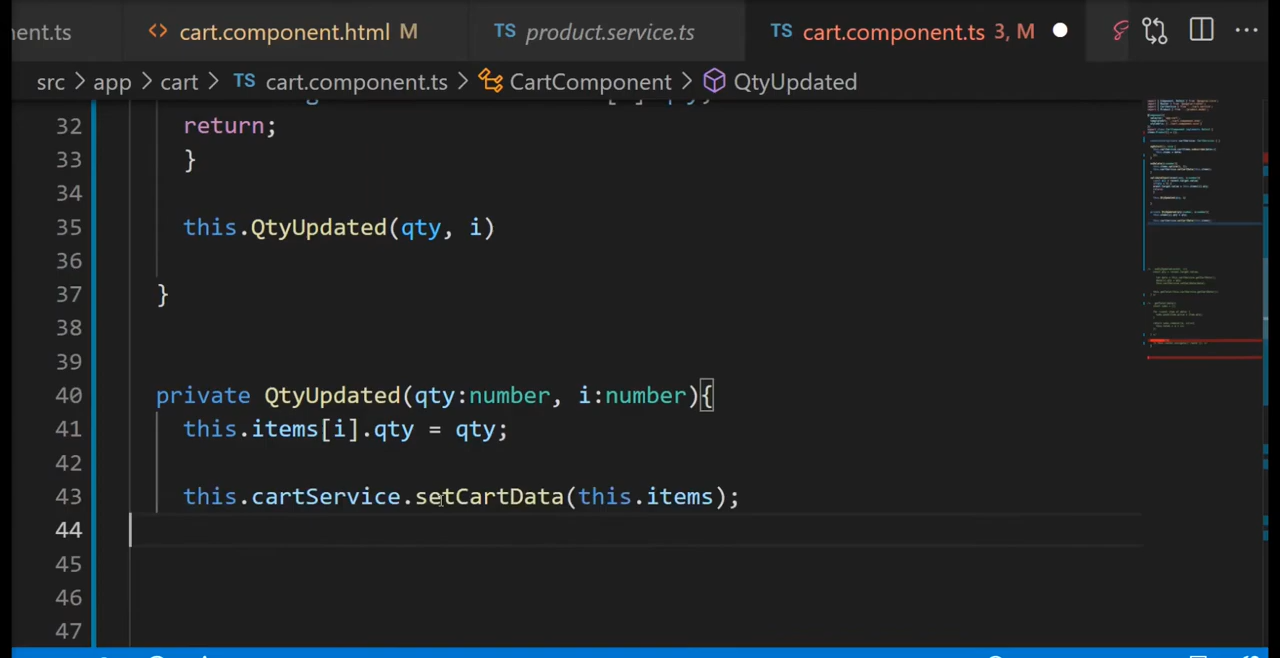 ent.ts <> cart.component.html M TS product.service.ts TS cart.component.ts 3, M
src > app > cart > TS cart.component.ts > CartComponent > QtyUpdated
32 return;
33 }
34
35 this.QtyUpdated(qty, i)
36
37 }
38
39
40 private QtyUpdated(qty:number, i:number){
41 this.items[i].qty = qty;
42
43 this.cartService.setCartData(this.items);
44
45
46
47